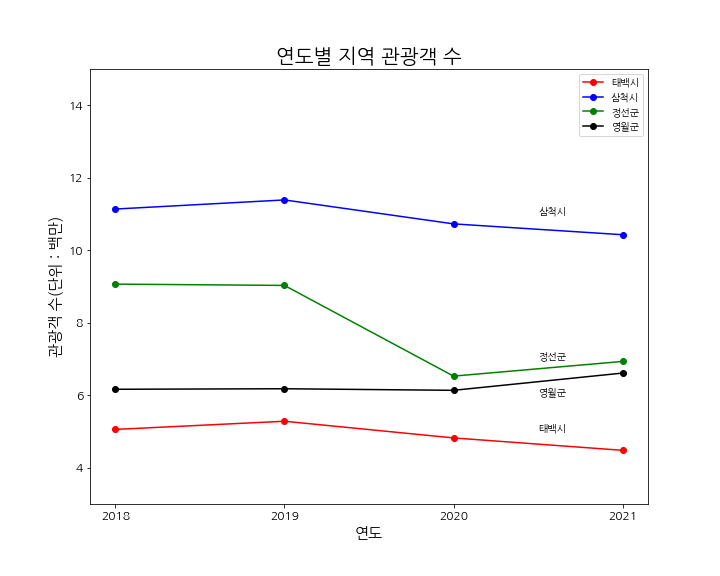 연도별 지역 관광객 수
태백시
삼척시
정선군
영월군
관광객 수(단위 : 백만)
14
12
10
8
6
4
삼척시
정선군
영월군
태백시
2018
2019
2020
2021
연도